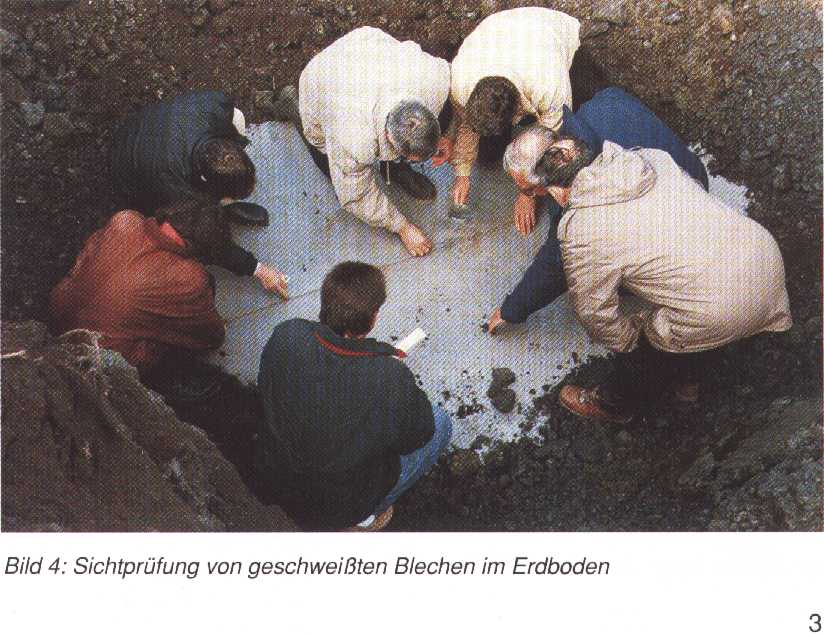 Bild 4: Sichtprüfung von geschweißten Blechen im Erdboden
3